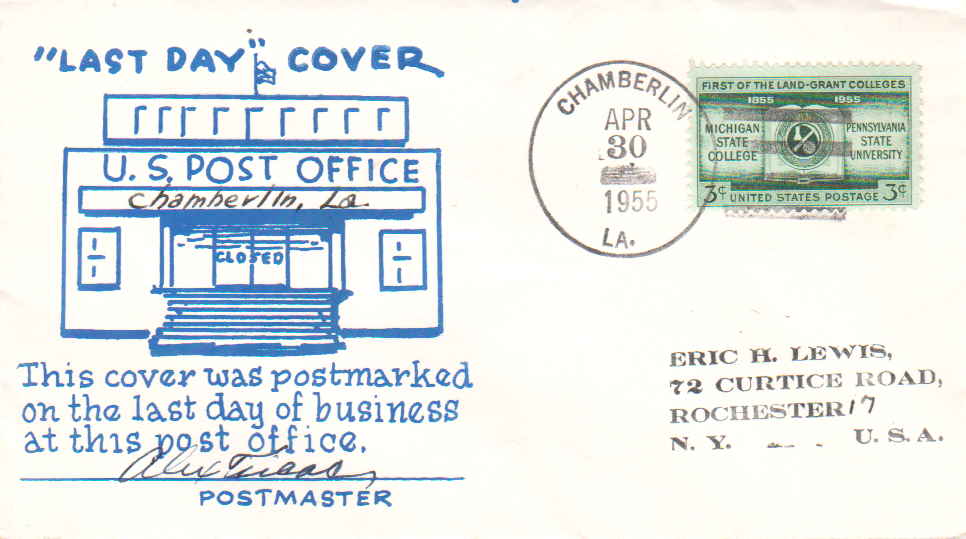 "LAST DAY" COVER
U.S. POST OFFICE
Chamberlin, La.
CLOSED
This cover was postmarked
on the last day of business
at this post office.
Alex
POSTMASTER
CHAMBERLIN
APR
30
1955
LA.
FIRST OF THE LAND-GRANT COLLEGES
1855 1955
MICHIGAN
STATE
COLLEGE
PENNSYLVANIA
STATE
UNIVERSITY
3¢ UNITED STATES POSTAGE 3¢
ERIC H. LEWIS,
72 CURTICE ROAD,
ROCHESTER 17
N. Y. U. S. A.